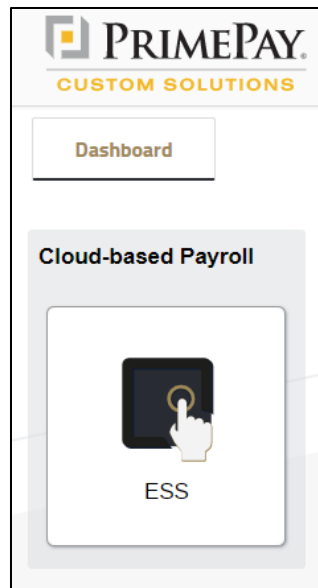 PRIMEPAY.
CUSTOM SOLUTIONS
Dashboard
Cloud-based Payroll
ESS